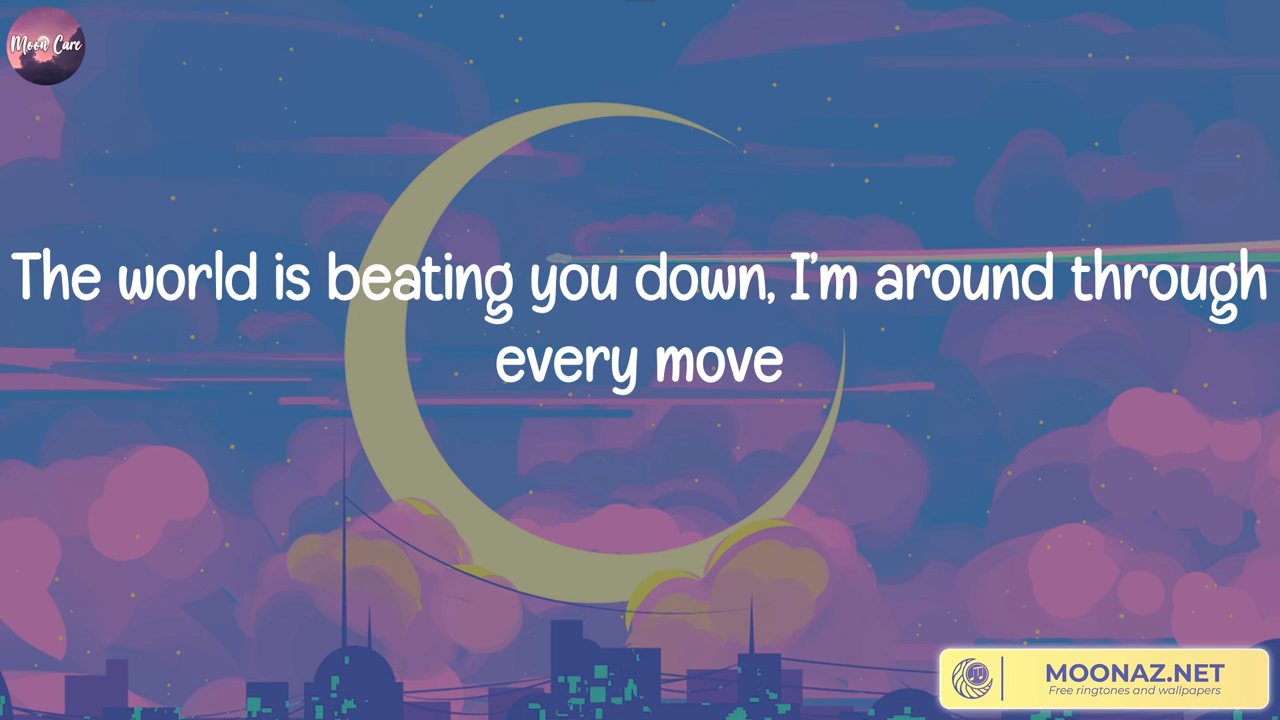 Moon Care
The world is beating you down, I'm around through
every move
MOONAZ.NET
Free ringtones and wallpapers